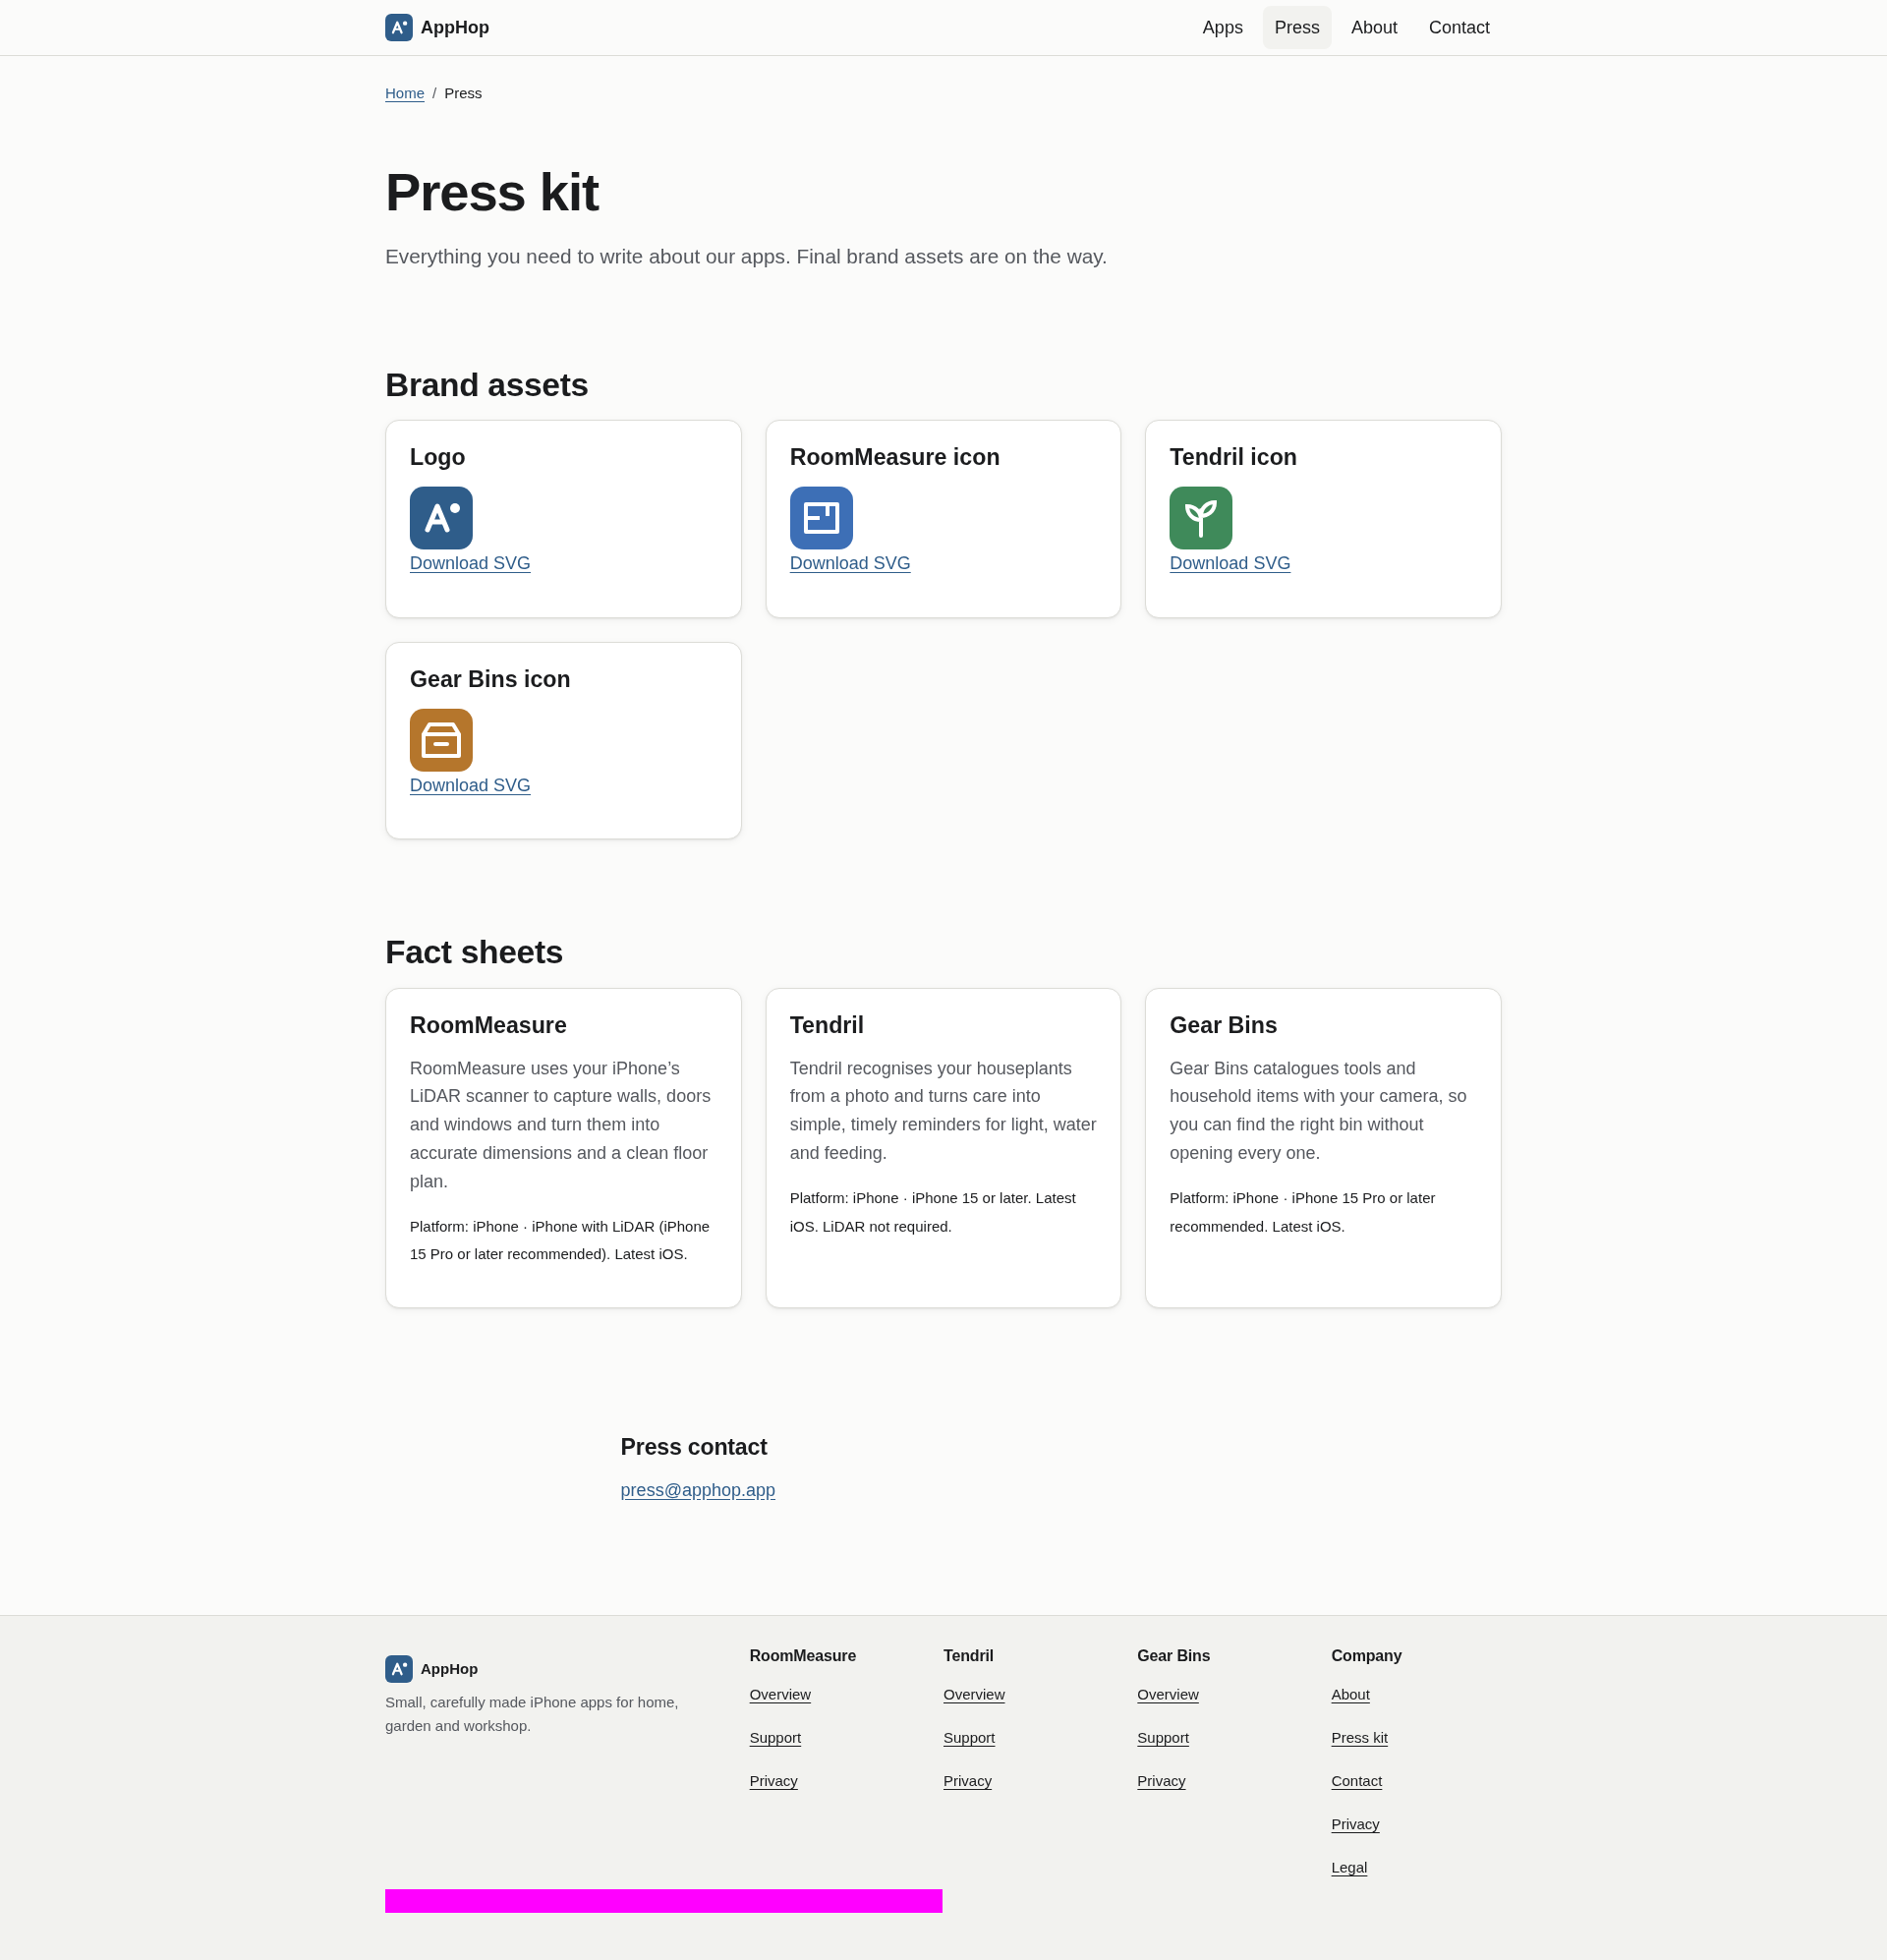 AppHop
Apps Press About Contact
Home / Press
Press kit
Everything you need to write about our apps. Final brand assets are on the way.
Brand assets
Logo
Download SVG
RoomMeasure icon
Download SVG
Tendril icon
Download SVG
Gear Bins icon
Download SVG
Fact sheets
RoomMeasure
RoomMeasure uses your iPhone’s
LiDAR scanner to capture walls, doors
and windows and turn them into
accurate dimensions and a clean floor
plan.
Platform: iPhone · iPhone with LiDAR (iPhone
15 Pro or later recommended). Latest iOS.
Tendril
Tendril recognises your houseplants
from a photo and turns care into
simple, timely reminders for light, water
and feeding.
Platform: iPhone · iPhone 15 or later. Latest
iOS. LiDAR not required.
Gear Bins
Gear Bins catalogues tools and
household items with your camera, so
you can find the right bin without
opening every one.
Platform: iPhone · iPhone 15 Pro or later
recommended. Latest iOS.
Press contact
press@apphop.app
AppHop
Small, carefully made iPhone apps for home,
garden and workshop.
RoomMeasure
Overview
Support
Privacy
Tendril
Overview
Support
Privacy
Gear Bins
Overview
Support
Privacy
Company
About
Press kit
Contact
Privacy
Legal